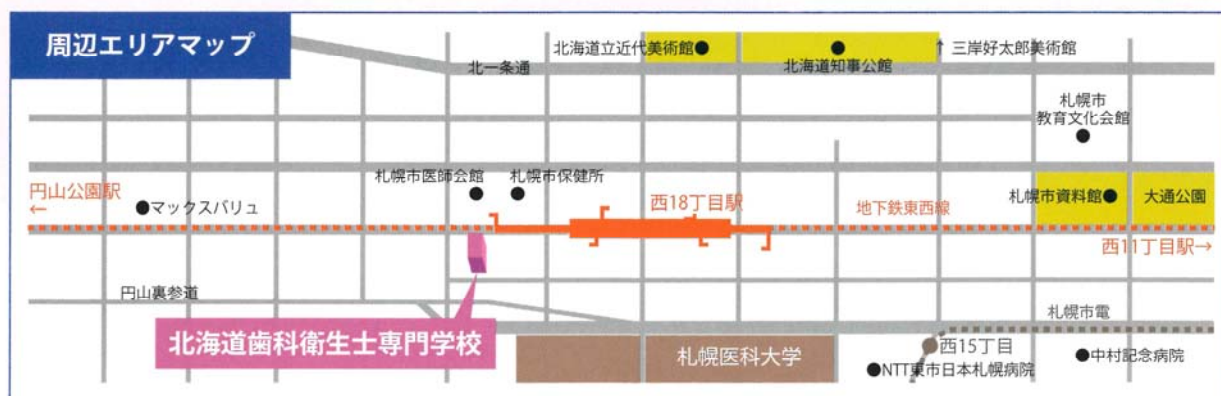 周辺エリアマップ
北海道立近代美術館
↑ 三岸好太郎美術館
北一条通
北海道知事公館
札幌市
教育文化会館
札幌市医師会館
札幌市保健所
円山公園駅
←
マックスバリュ
西18丁目駅
地下鉄東西線
札幌市資料館
大通公園
西11丁目駅→
円山裏参道
札幌市電
北海道歯科衛生士専門学校
札幌医科大学
西15丁目
中村記念病院
NTT東市日本札幌病院